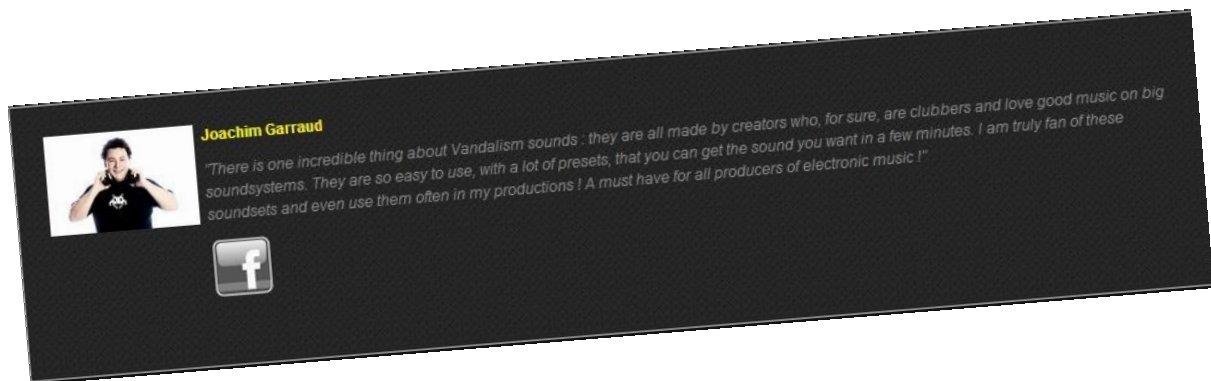 Joachim Garraud
"There is one incredible thing about Vandalism sounds : they are all made by creators who, for sure, are clubbers and love good music on big
soundsystems. They are so easy to use, with a lot of presets, that you can get the sound you want in a few minutes. I am truly fan of these
soundsets and even use them often in my productions ! A must have for all producers of electronic music !"
f